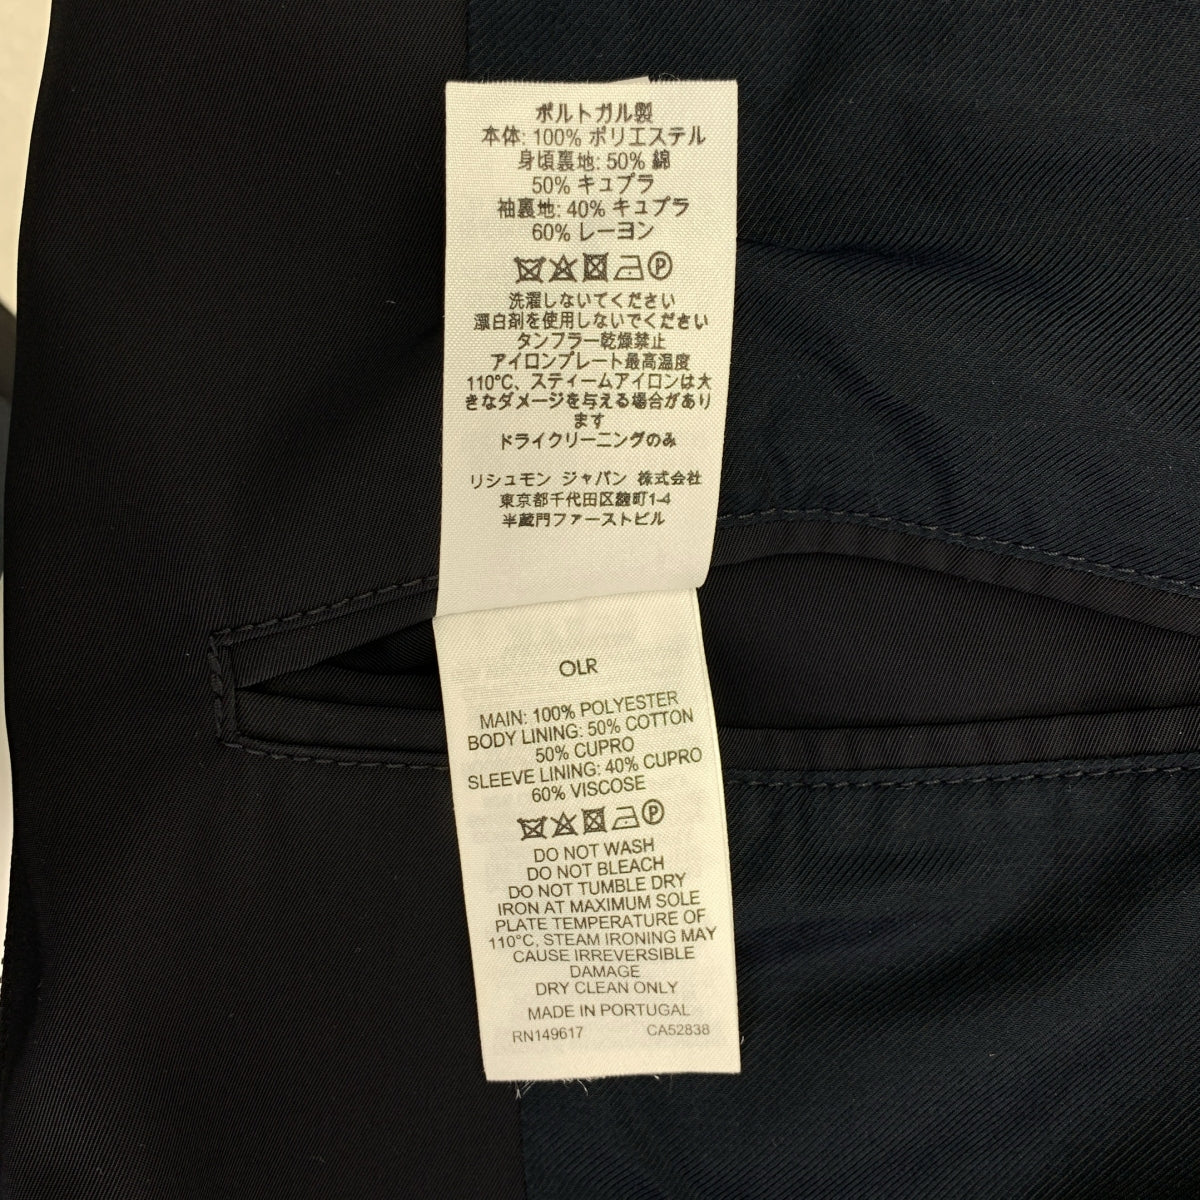 ポルトガル製
本体: 100% ポリエステル
身頃裏地: 50% 綿
50% キュプラ
袖裏地: 40% キュプラ
60% レーヨン
P
洗濯しないでください
漂白剤を使用しないでください
タンブラー乾燥禁止
アイロンプレート最高温度
110°C、スティームアイロンは大
きなダメージを与える場合があり
ます
ドライクリーニングのみ
リシュモン ジャパン 株式会社
東京都千代田区麹町1-4
半蔵門ファーストビル
OLR
MAIN: 100% POLYESTER
BODY LINING: 50% COTTON
50% CUPRO
SLEEVE LINING: 40% CUPRO
60% VISCOSE
P
DO NOT WASH
DO NOT BLEACH
DO NOT TUMBLE DRY
IRON AT MAXIMUM SOLE
PLATE TEMPERATURE OF
110°C, STEAM IRONING MAY
CAUSE IRREVERSIBLE
DAMAGE
DRY CLEAN ONLY
MADE IN PORTUGAL
RN149617 CA52838